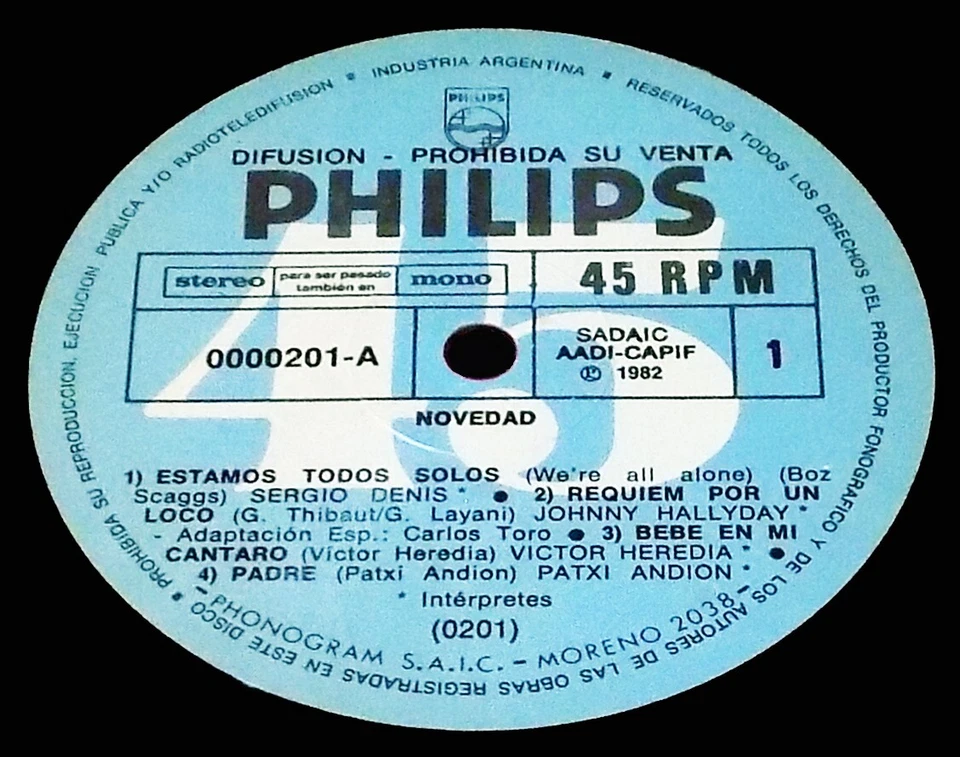 INDUSTRIA ARGENTINA ■ RESERVADOS TODOS LOS DERECHOS DEL PRODUCTOR FONOGRAFICO Y DE LOS AUTORES DE LAS OBRAS REGISTRADAS EN ESTE DISCO ■ PROHIBIDA SU REPRODUCCION, EJECUCION PUBLICA Y/O RADIOTELEDIFUSION ■
PHILIPS
DIFUSION - PROHIBIDA SU VENTA
PHILIPS
45
stereo para ser pasado también en mono
45 RPM
0000201-A
SADAIC
AADI-CAPIF
Ⓟ 1982
1
NOVEDAD
1) ESTAMOS TODOS SOLOS (We're all alone) (Boz
Scaggs) SERGIO DENIS * ● 2) REQUIEM POR UN
LOCO (G. Thibaut/G. Layani) JOHNNY HALLYDAY *
- Adaptación Esp.: Carlos Toro ● 3) BEBE EN MI
CANTARO (Víctor Heredia) VICTOR HEREDIA * ●
4) PADRE (Patxi Andion) PATXI ANDION *
* Intérpretes
(0201)
-PHONOGRAM S.A.I.C. - MORENO 2038-